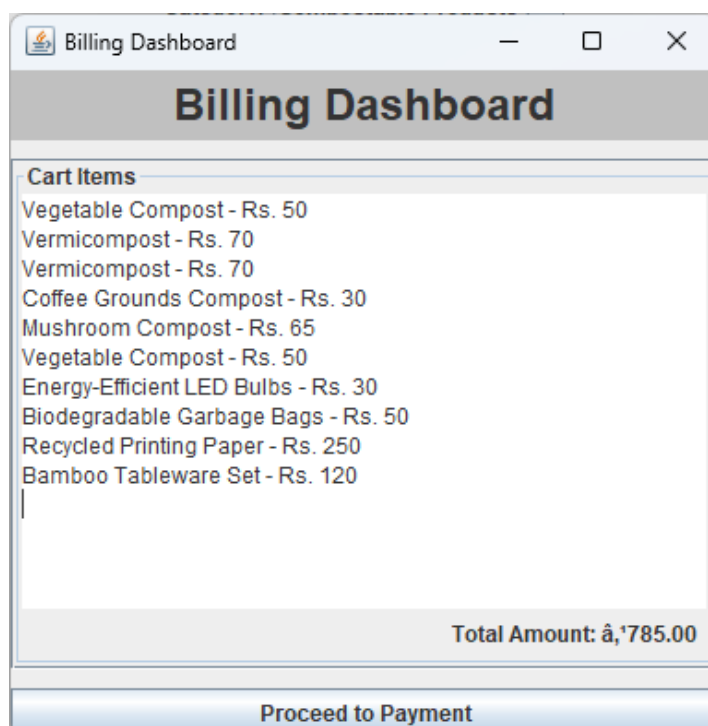 Billing Dashboard
Billing Dashboard
Cart Items
Vegetable Compost - Rs. 50
Vermicompost - Rs. 70
Vermicompost - Rs. 70
Coffee Grounds Compost - Rs. 30
Mushroom Compost - Rs. 65
Vegetable Compost - Rs. 50
Energy-Efficient LED Bulbs - Rs. 30
Biodegradable Garbage Bags - Rs. 50
Recycled Printing Paper - Rs. 250
Bamboo Tableware Set - Rs. 120
Total Amount: â‚¹785.00
Proceed to Payment